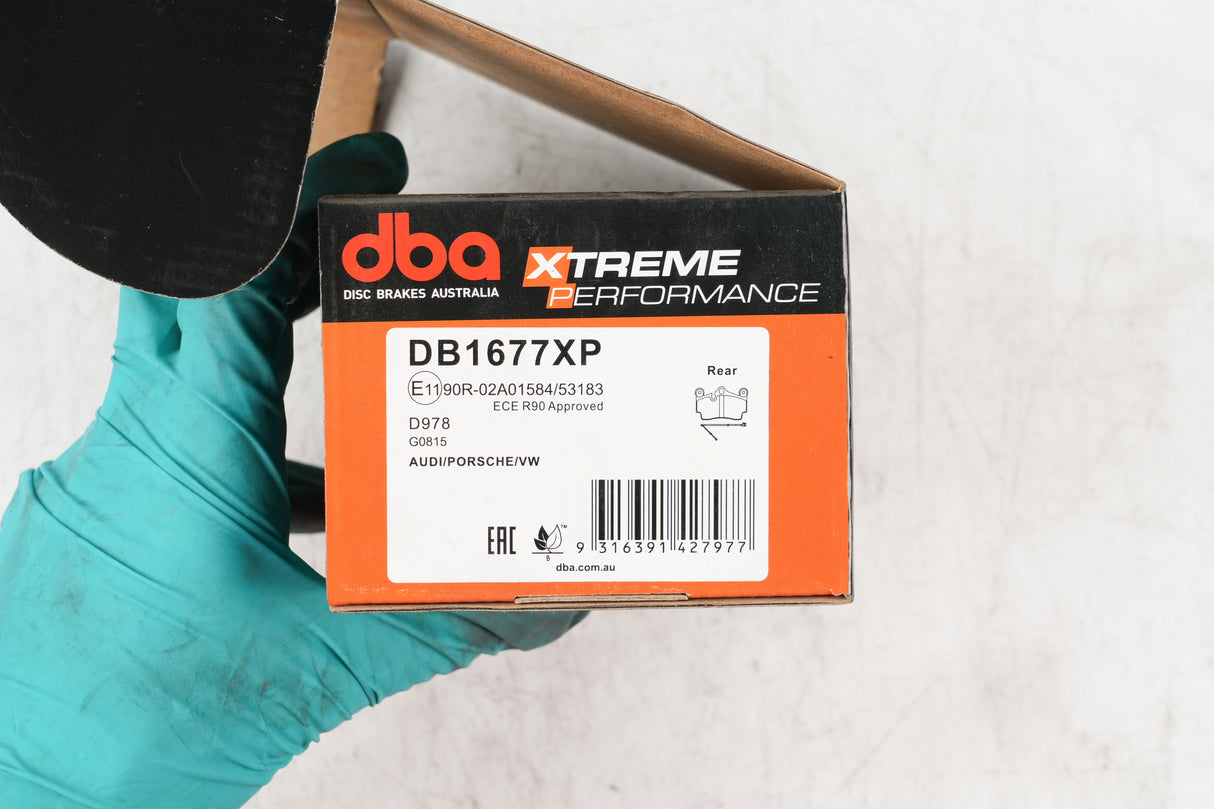 dba
DISC BRAKES AUSTRALIA
XTREME
PERFORMANCE
DB1677XP
E11 90R-02A01584/53183
ECE R90 Approved
D978
G0815
AUDI/PORSCHE/VW
Rear
EAC
B
™
9 316391 427977
dba.com.au